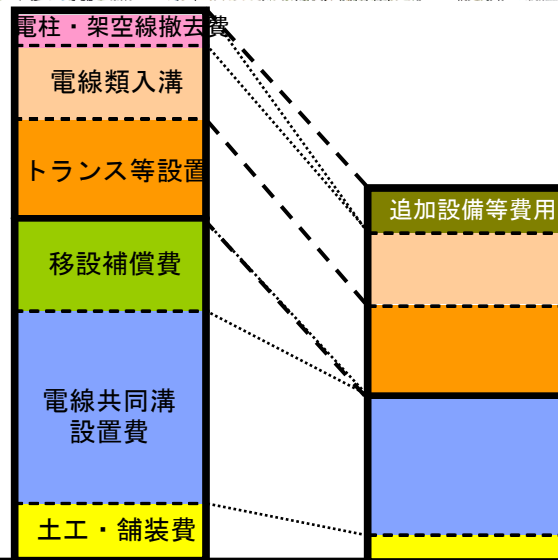 電柱・架空線撤去費
電線類入溝
トランス等設置
追加設備等費用
移設補償費
電線共同溝
設置費
土工・舗装費